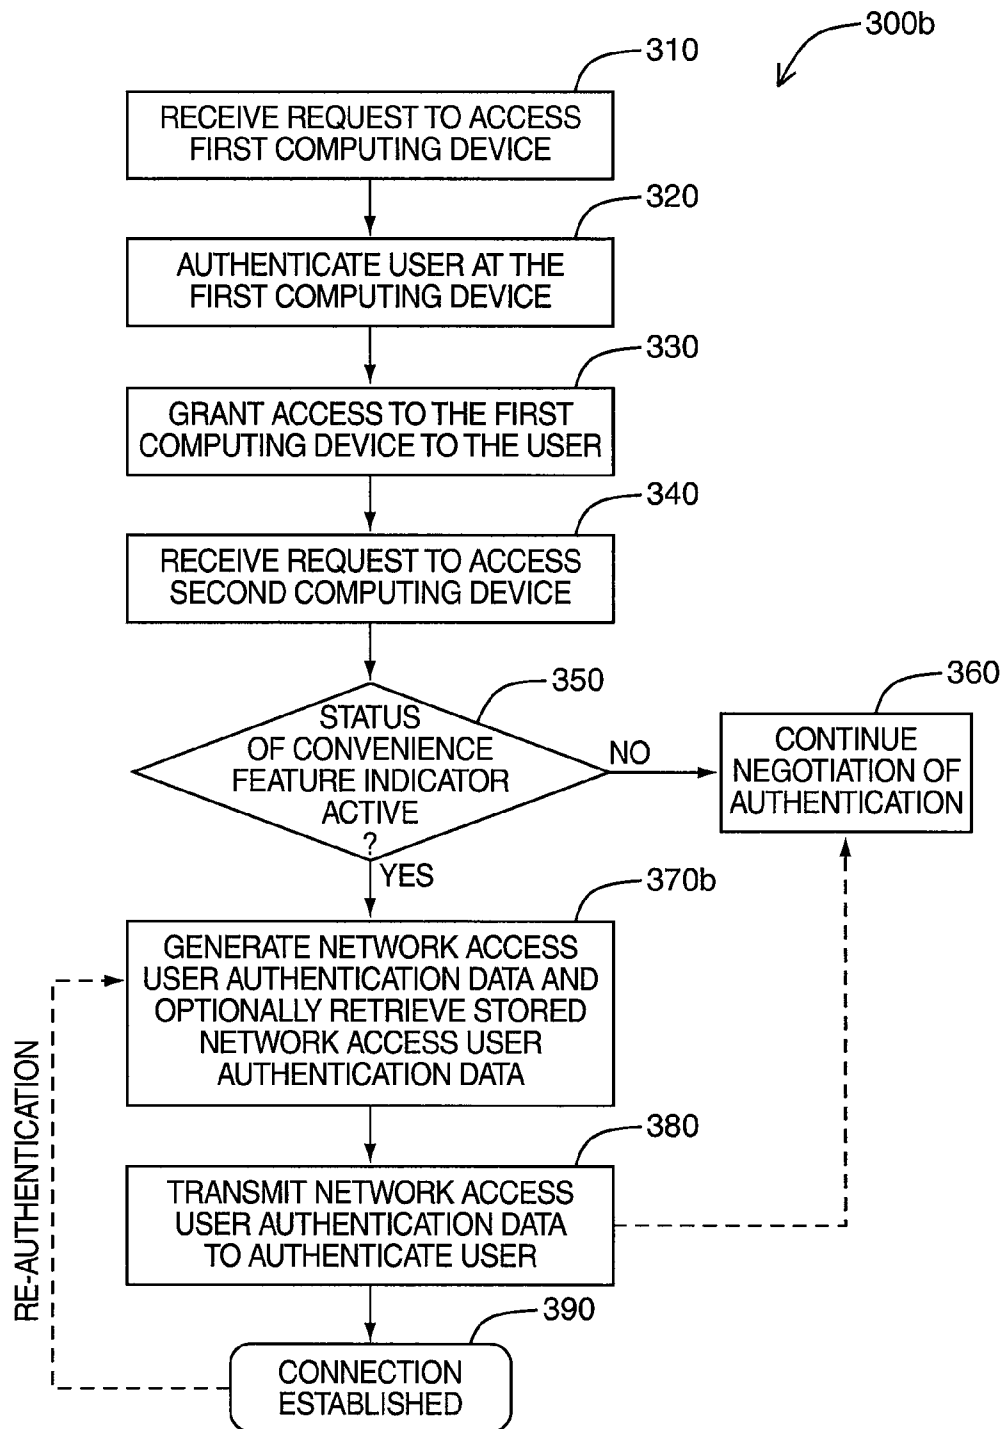 300b
310
RECEIVE REQUEST TO ACCESS
FIRST COMPUTING DEVICE
320
AUTHENTICATE USER AT THE
FIRST COMPUTING DEVICE
330
GRANT ACCESS TO THE FIRST
COMPUTING DEVICE TO THE USER
340
RECEIVE REQUEST TO ACCESS
SECOND COMPUTING DEVICE
350
STATUS
OF CONVENIENCE
FEATURE INDICATOR
ACTIVE
?
NO
360
CONTINUE
NEGOTIATION OF
AUTHENTICATION
YES
370b
GENERATE NETWORK ACCESS
USER AUTHENTICATION DATA AND
OPTIONALLY RETRIEVE STORED
NETWORK ACCESS USER
AUTHENTICATION DATA
RE-AUTHENTICATION
380
TRANSMIT NETWORK ACCESS
USER AUTHENTICATION DATA
TO AUTHENTICATE USER
390
CONNECTION
ESTABLISHED